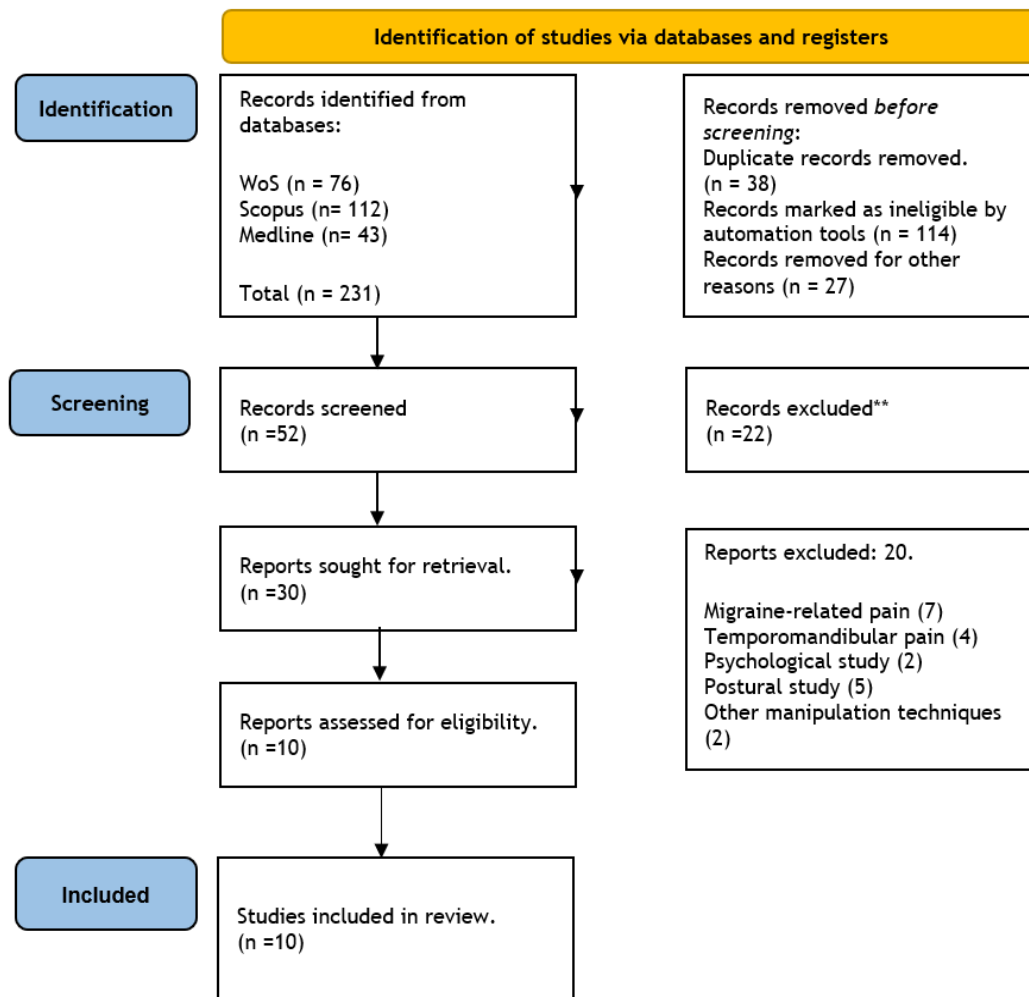 Identification of studies via databases and registers
Identification
Records identified from
databases:
WoS (n = 76)
Scopus (n= 112)
Medline (n= 43)
Total (n = 231)
Records removed before
screening:
Duplicate records removed.
(n = 38)
Records marked as ineligible by
automation tools (n = 114)
Records removed for other
reasons (n = 27)
Screening
Records screened
(n =52)
Records excluded**
(n =22)
Reports sought for retrieval.
(n =30)
Reports excluded: 20.
Migraine-related pain (7)
Temporomandibular pain (4)
Psychological study (2)
Postural study (5)
Other manipulation techniques
(2)
Reports assessed for eligibility.
(n =10)
Included
Studies included in review.
(n =10)